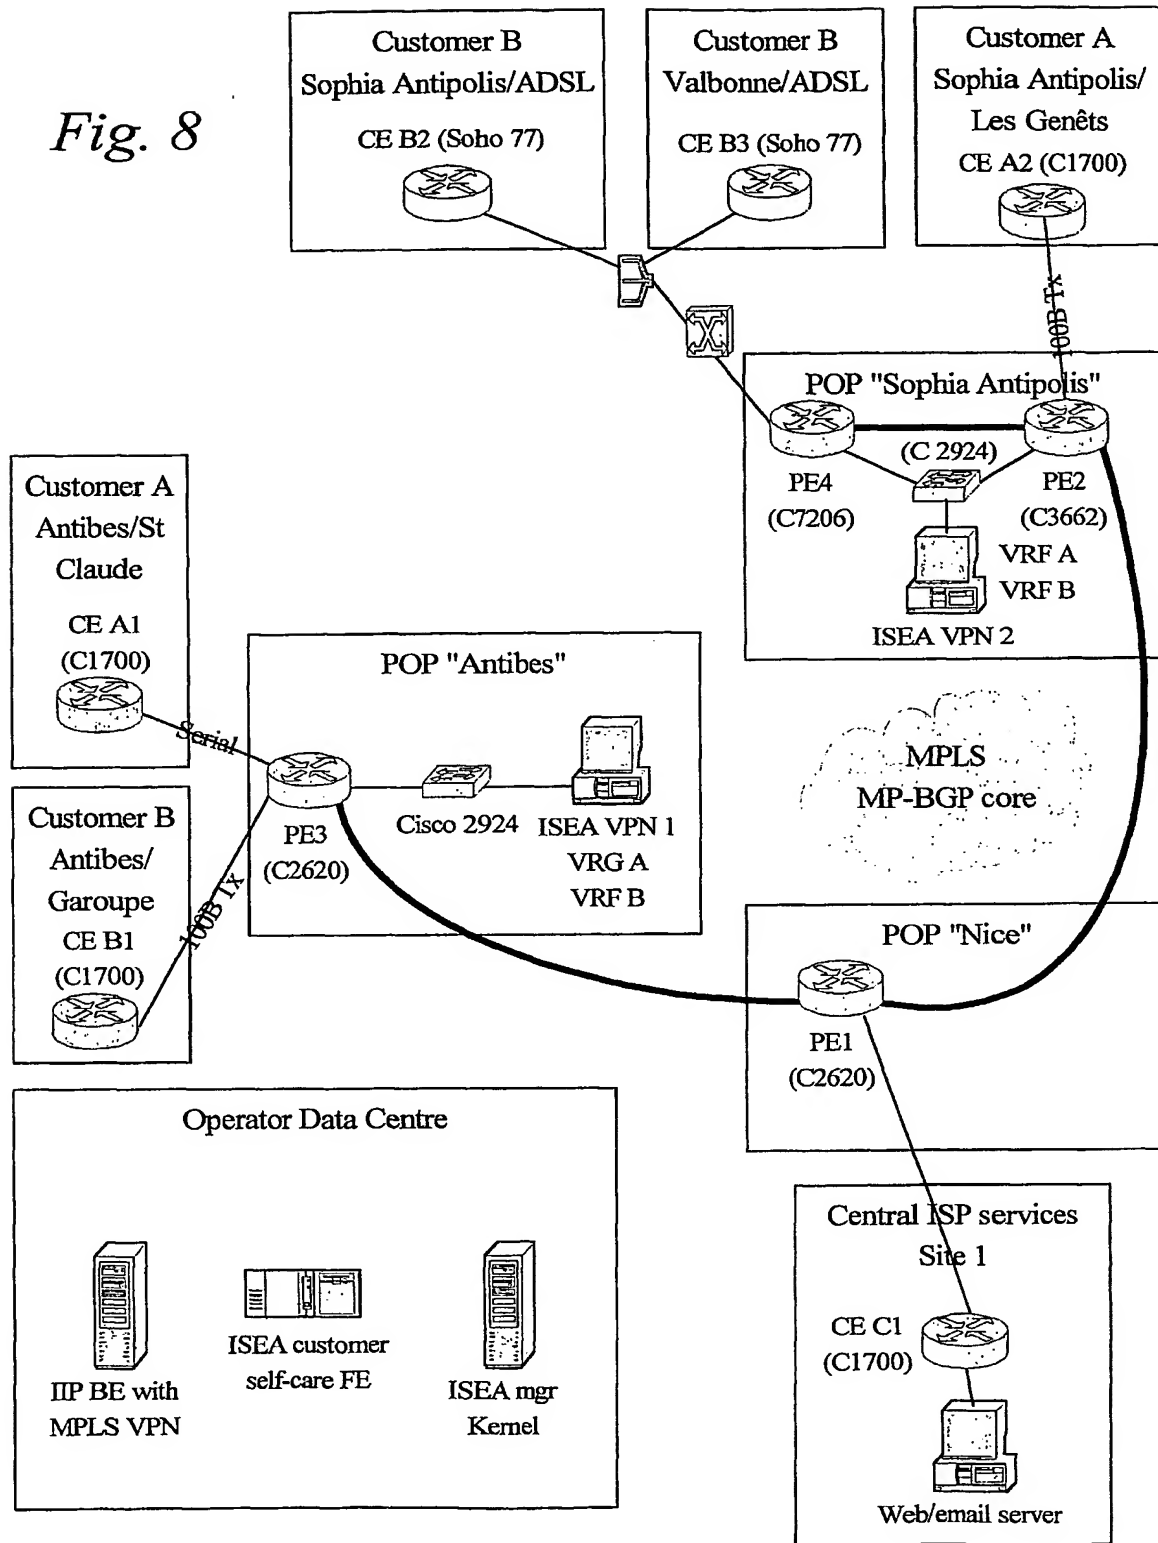 Fig. 8
Customer B
Sophia Antipolis/ADSL
CE B2 (Soho 77)
Customer B
Valbonne/ADSL
CE B3 (Soho 77)
Customer A
Sophia Antipolis/
Les Genêts
CE A2 (C1700)
100B Tx
POP "Sophia Antipolis"
(C 2924)
PE4
(C7206)
PE2
(C3662)
VRF A
VRF B
ISEA VPN 2
Customer A
Antibes/St
Claude
CE A1
(C1700)
Serial
POP "Antibes"
PE3
(C2620)
Cisco 2924
ISEA VPN 1
VRG A
VRF B
Customer B
Antibes/
Garoupe
CE B1
(C1700)
100B Tx
MPLS
MP-BGP core
POP "Nice"
PE1
(C2620)
Operator Data Centre
IIP BE with
MPLS VPN
ISEA customer
self-care FE
ISEA mgr
Kernel
Central ISP services
Site 1
CE C1
(C1700)
Web/email server